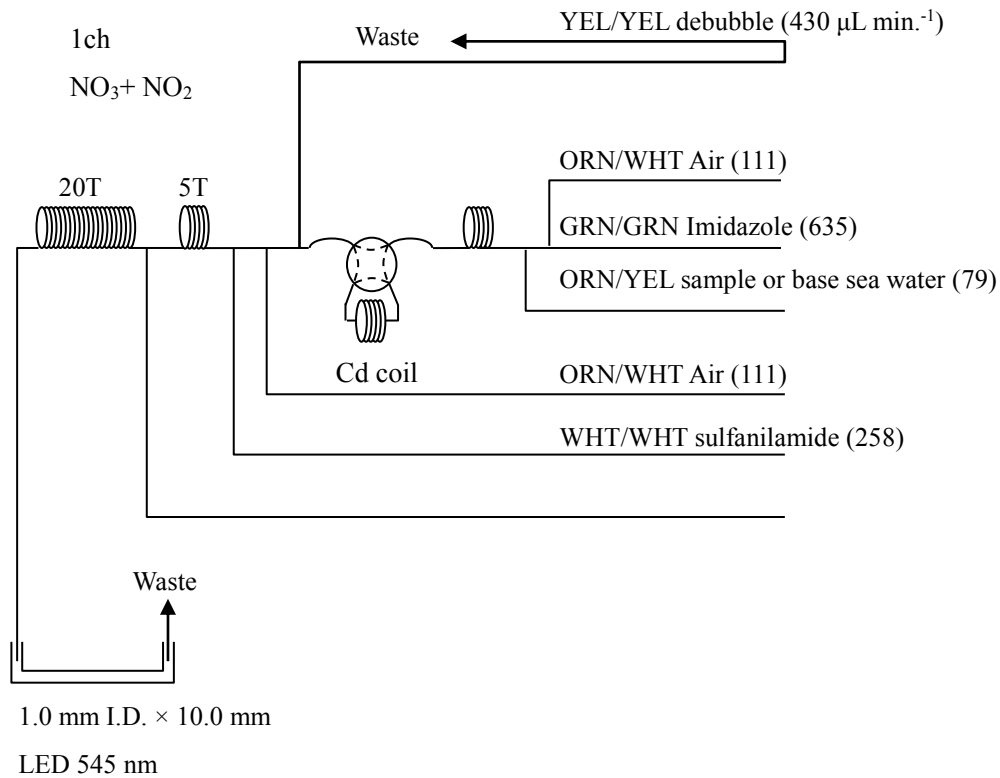 1ch
NO₃+ NO₂
Waste
YEL/YEL debubble (430 μL min.⁻¹)
20T
5T
ORN/WHT Air (111)
GRN/GRN Imidazole (635)
ORN/YEL sample or base sea water (79)
Cd coil
ORN/WHT Air (111)
WHT/WHT sulfanilamide (258)
Waste
1.0 mm I.D. × 10.0 mm
LED 545 nm